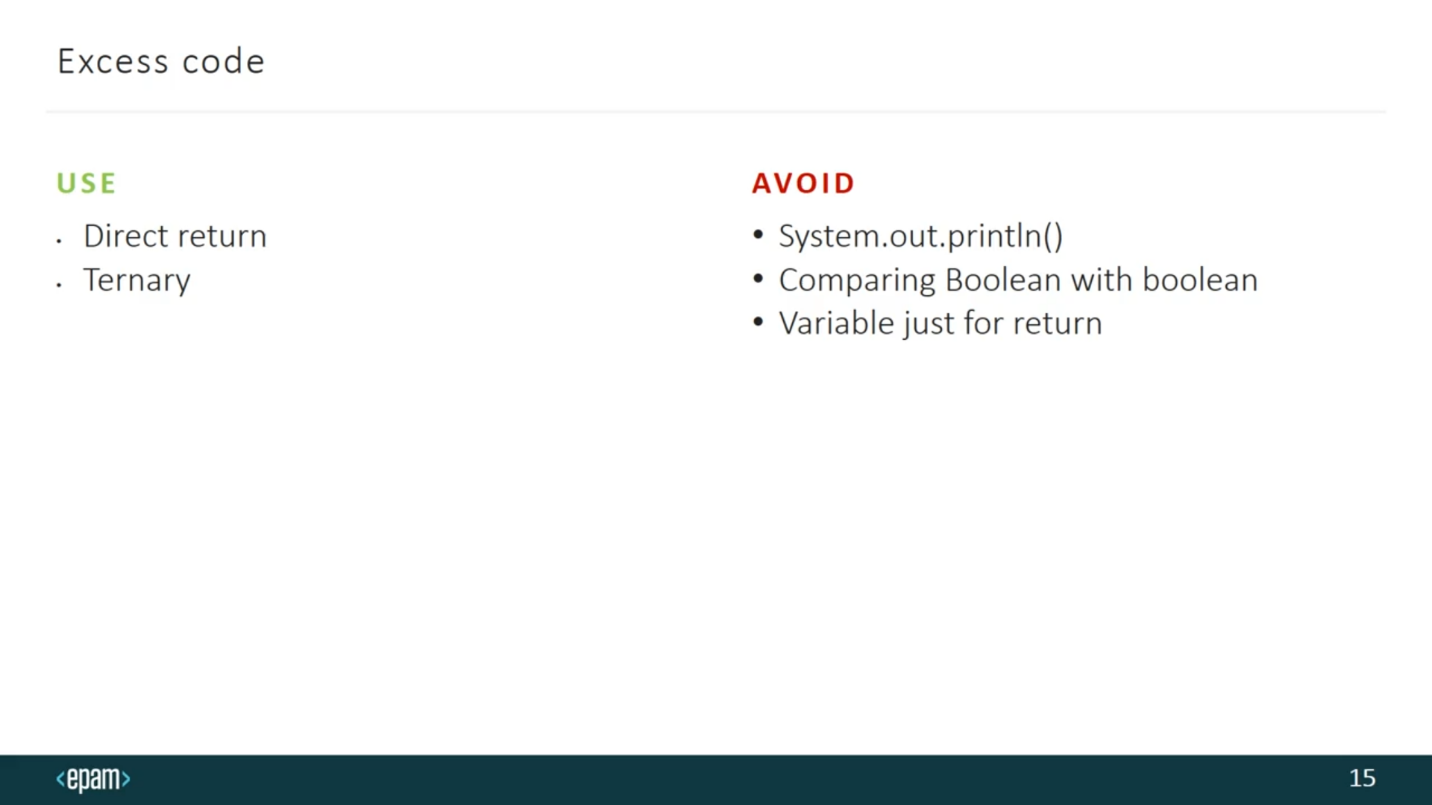 Excess code
USE
· Direct return
· Ternary
AVOID
• System.out.println()
• Comparing Boolean with boolean
• Variable just for return
<epam>
15